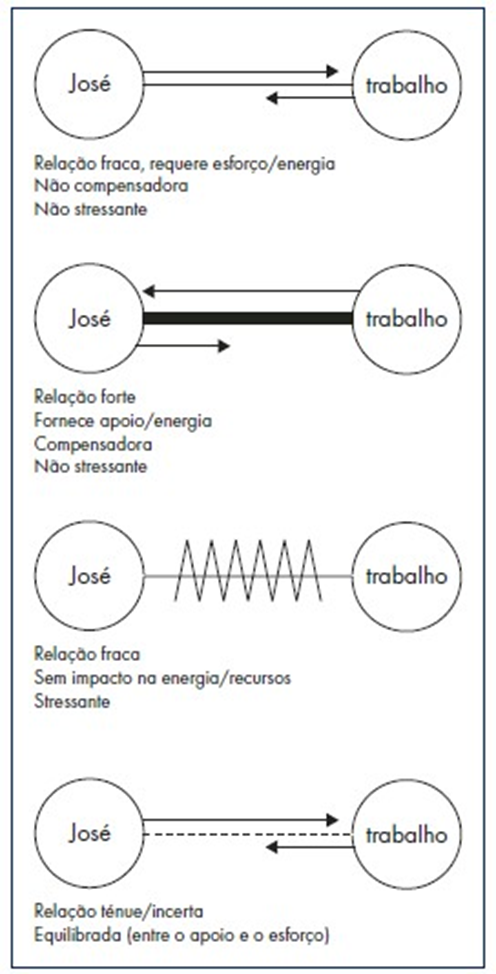 José
trabalho
Relação fraca, requere esforço/energia
Não compensadora
Não stressante
José
trabalho
Relação forte
Fornece apoio/energia
Compensadora
Não stressante
José
trabalho
Relação fraca
Sem impacto na energia/recursos
Stressante
José
trabalho
Relação ténue/incerta
Equilibrada (entre o apoio e o esforço)